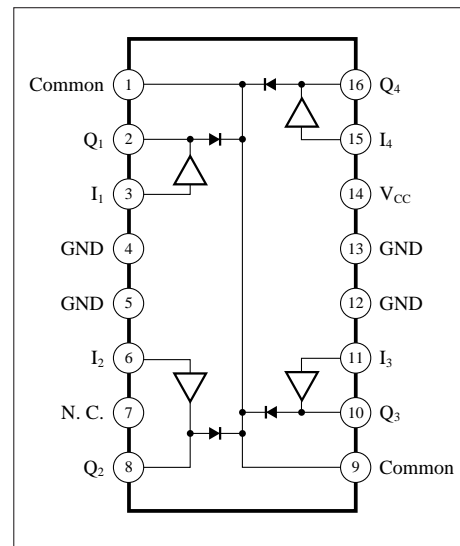 Common 1
16 Q4
Q1 2
15 I4
I1 3
14 VCC
GND 4
13 GND
GND 5
12 GND
I2 6
11 I3
N. C. 7
10 Q3
Q2 8
9 Common